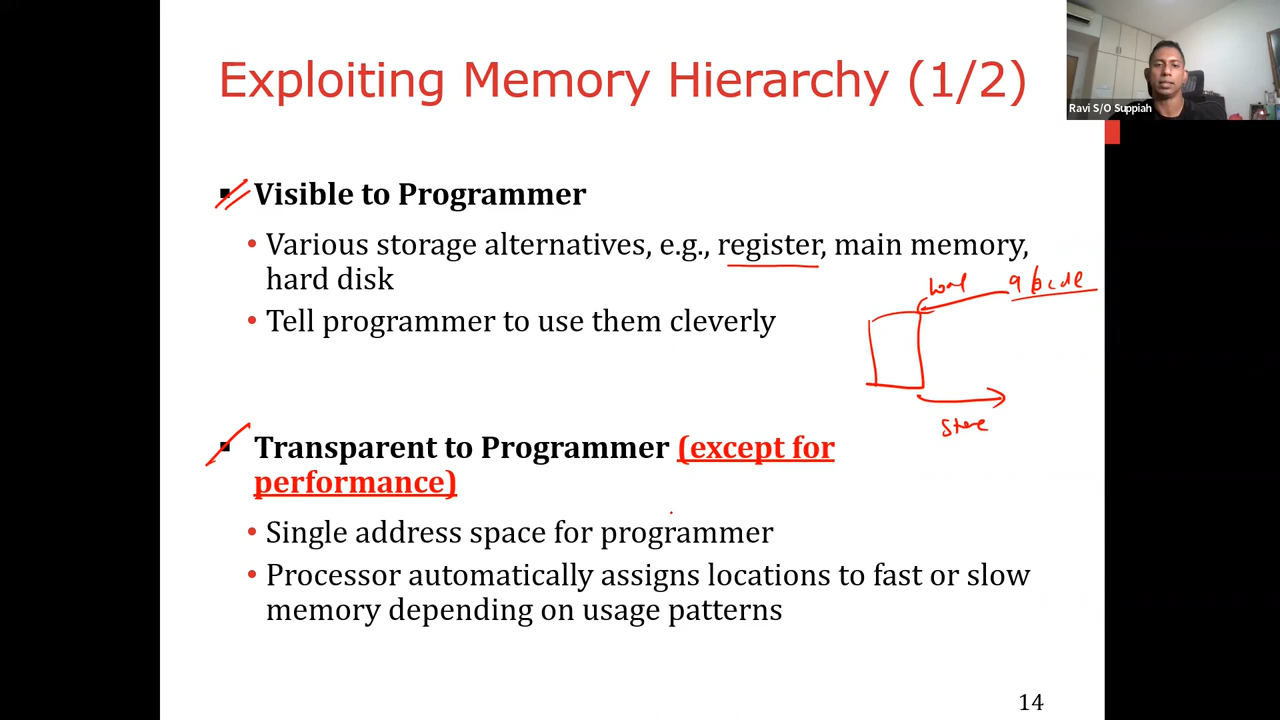 Exploiting Memory Hierarchy (1/2)
Ravi S/O Suppiah
▪ Visible to Programmer
• Various storage alternatives, e.g., register, main memory,
hard disk
• Tell programmer to use them cleverly
store
▪ Transparent to Programmer (except for
performance)
• Single address space for programmer
• Processor automatically assigns locations to fast or slow
memory depending on usage patterns
14